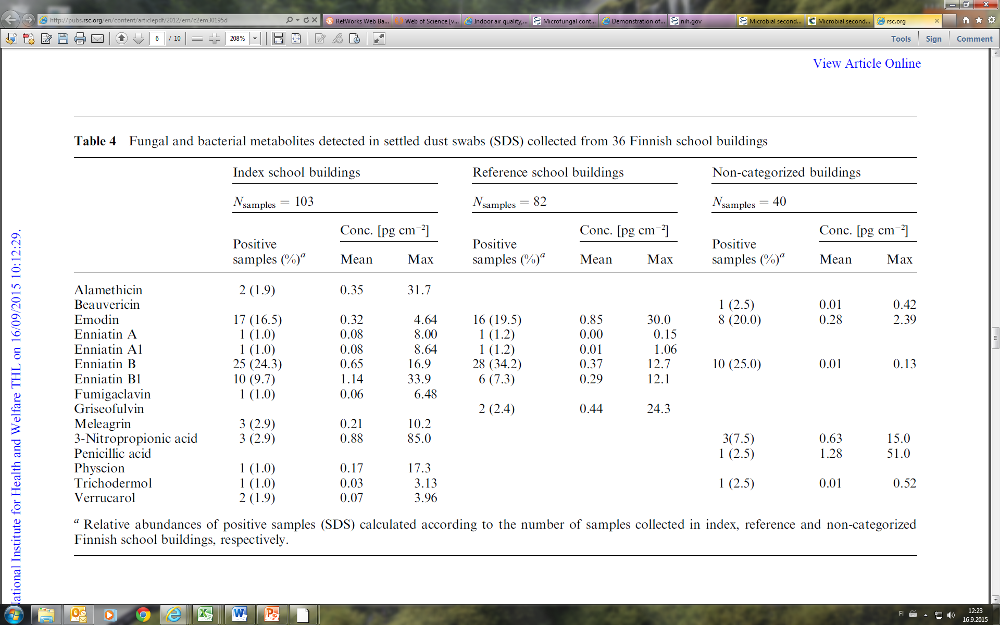 http://pubs.rsc.org/en/content/articlepdf/2012/em/c2em30195d
RefWorks Web Ba...
Web of Science [v...
Indoor air quality,...
Microfungal cont...
Demonstration of...
nih.gov
Microbial second...
Microbial second...
rsc.org
6 / 10
208%
Tools
Sign
Comment
View Article Online
Table 4 Fungal and bacterial metabolites detected in settled dust swabs (SDS) collected from 36 Finnish school buildings
Index school buildings Reference school buildings Non-categorized buildings
Nsamples = 103 Nsamples = 82 Nsamples = 40
Conc. [pg cm−2] Conc. [pg cm−2] Conc. [pg cm−2]
Positive Positive Positive
samples (%)a Mean Max samples (%)a Mean Max samples (%)a Mean Max
Alamethicin 2 (1.9) 0.35 31.7
Beauvericin 1 (2.5) 0.01 0.42
Emodin 17 (16.5) 0.32 4.64 16 (19.5) 0.85 30.0 8 (20.0) 0.28 2.39
Enniatin A 1 (1.0) 0.08 8.00 1 (1.2) 0.00 0.15
Enniatin A1 1 (1.0) 0.08 8.64 1 (1.2) 0.01 1.06
Enniatin B 25 (24.3) 0.65 16.9 28 (34.2) 0.37 12.7 10 (25.0) 0.01 0.13
Enniatin B1 10 (9.7) 1.14 33.9 6 (7.3) 0.29 12.1
Fumigaclavin 1 (1.0) 0.06 6.48
Griseofulvin 2 (2.4) 0.44 24.3
Meleagrin 3 (2.9) 0.21 10.2
3-Nitropropionic acid 3 (2.9) 0.88 85.0 3(7.5) 0.63 15.0
Penicillic acid 1 (2.5) 1.28 51.0
Physcion 1 (1.0) 0.17 17.3
Trichodermol 1 (1.0) 0.03 3.13 1 (2.5) 0.01 0.52
Verrucarol 2 (1.9) 0.07 3.96
a Relative abundances of positive samples (SDS) calculated according to the number of samples collected in index, reference and non-categorized
Finnish school buildings, respectively.
National Institute for Health and Welfare THL on 16/09/2015 10:12:29.
FI
12:23
16.9.2015